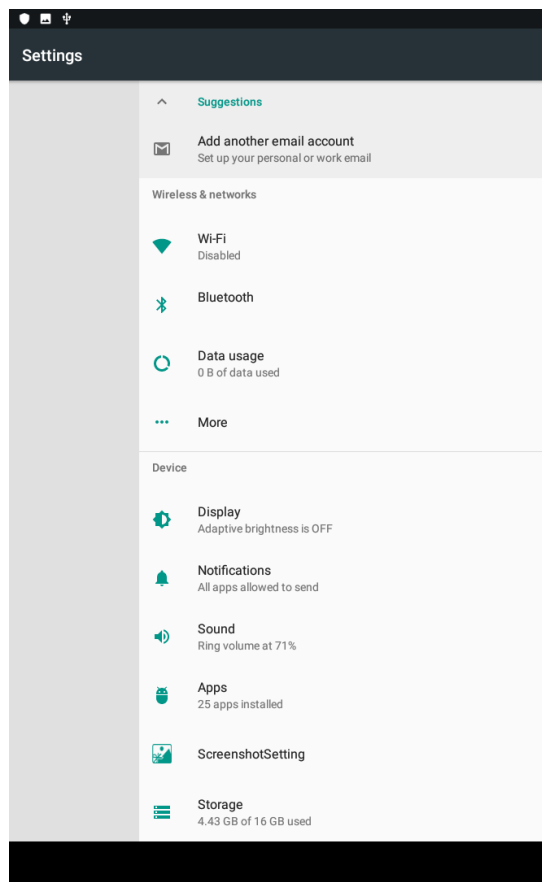 Settings
Suggestions
Add another email account
Set up your personal or work email
Wireless & networks
Wi-Fi
Disabled
Bluetooth
Data usage
0 B of data used
More
Device
Display
Adaptive brightness is OFF
Notifications
All apps allowed to send
Sound
Ring volume at 71%
Apps
25 apps installed
ScreenshotSetting
Storage
4.43 GB of 16 GB used